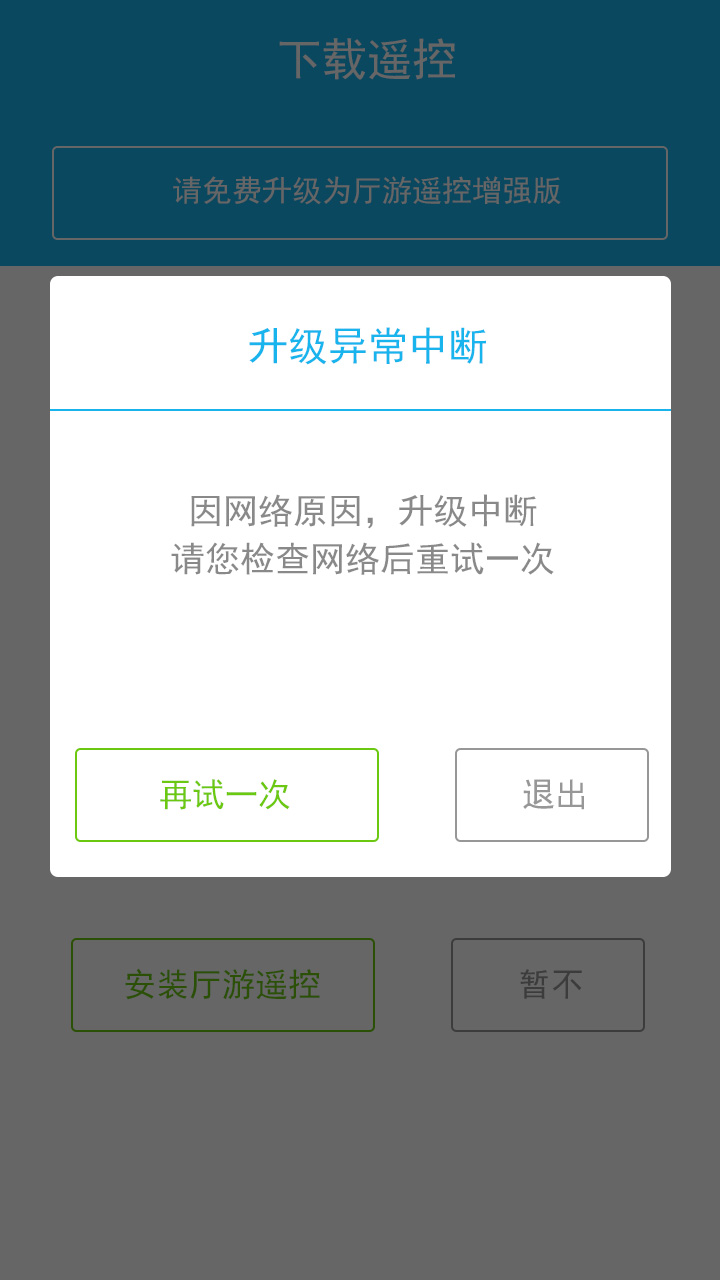 下载遥控
请免费升级为厅游遥控增强版
升级异常中断
因网络原因，升级中断
请您检查网络后重试一次
再试一次
退出
安装厅游遥控
暂不